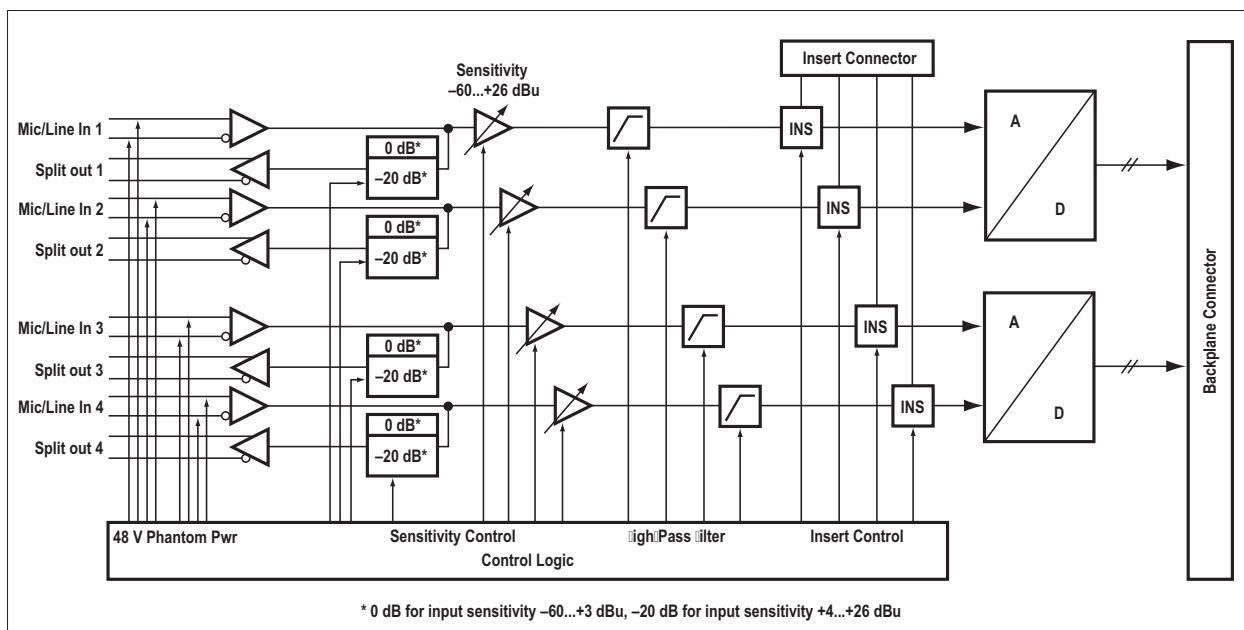 Insert Connector
Sensitivity
–60...+26 dBu
Mic/Line In 1
INS
A
D
0 dB*
–20 dB*
Split out 1
Mic/Line In 2
INS
0 dB*
–20 dB*
Split out 2
Mic/Line In 3
INS
A
D
0 dB*
–20 dB*
Split out 3
Mic/Line In 4
INS
0 dB*
–20 dB*
Split out 4
Backplane Connector
48 V Phantom Pwr
Sensitivity Control
▯igh▯Pass ▯ilter
Insert Control
Control Logic
* 0 dB for input sensitivity –60...+3 dBu, –20 dB for input sensitivity +4...+26 dBu